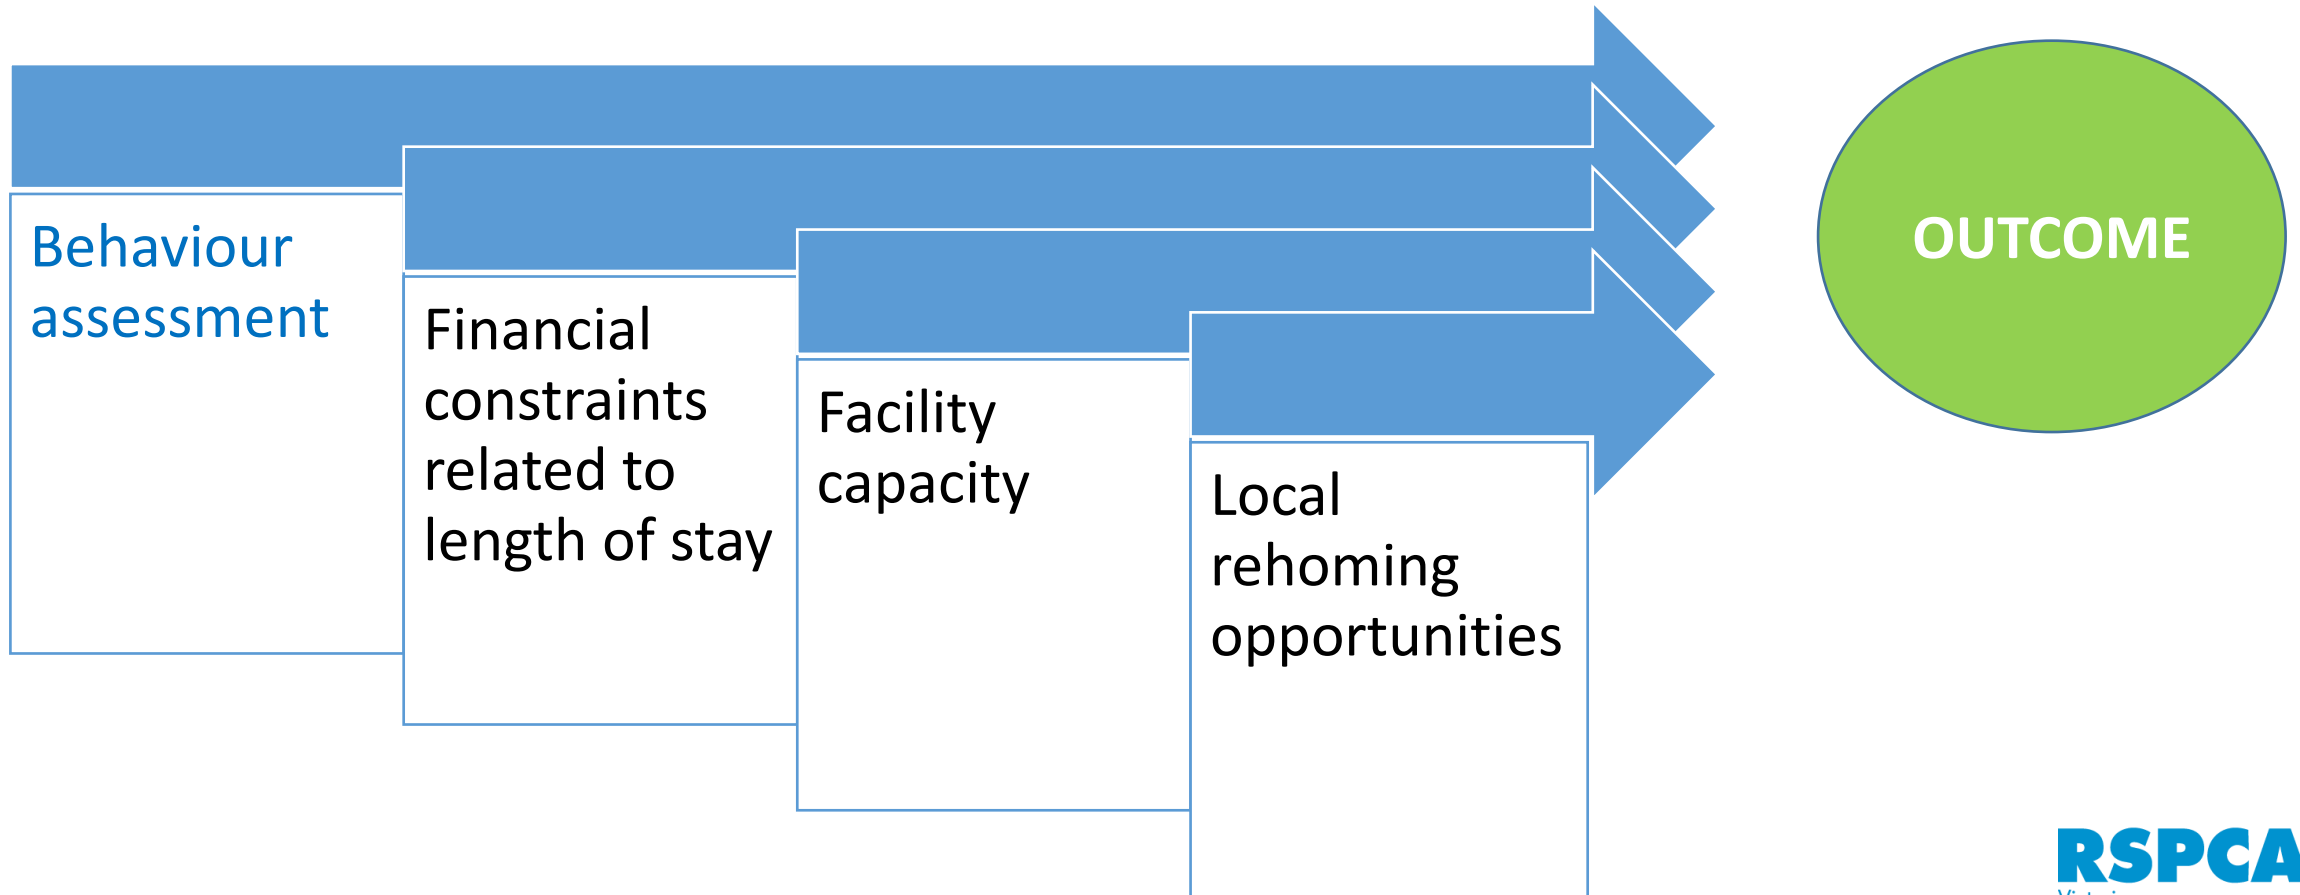 Behaviour
assessment
Financial
constraints
related to
length of stay
Facility
capacity
Local
rehoming
opportunities
OUTCOME
RSPCA